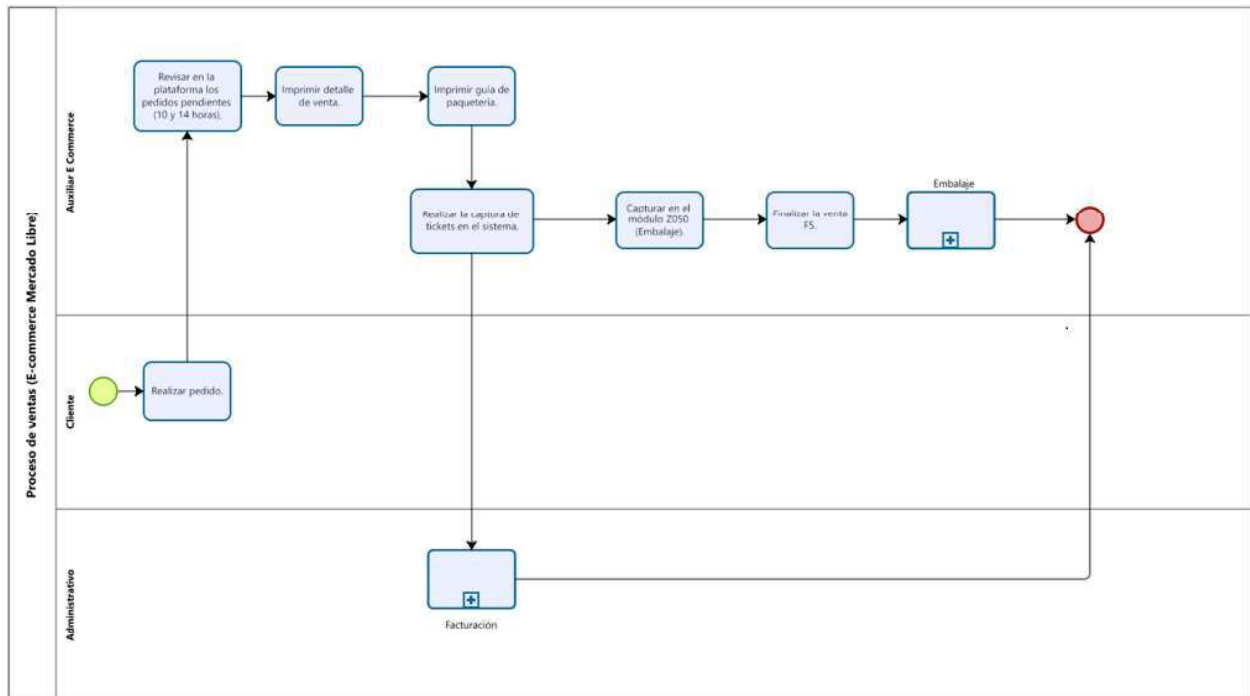 Proceso de ventas (E-commerce Mercado Libre)
Auxiliar E Commerce
Revisar en la
plataforma los
pedidos pendientes
(10 y 14 horas).
Imprimir detalle
de venta.
Imprimir guía de
paquetería.
Realizar la captura de
tickets en el sistema.
Capturar en el
módulo Z050
(Embalaje).
Finalizar la venta
F5.
Embalaje
Cliente
Realizar pedido.
Administrativo
Facturación